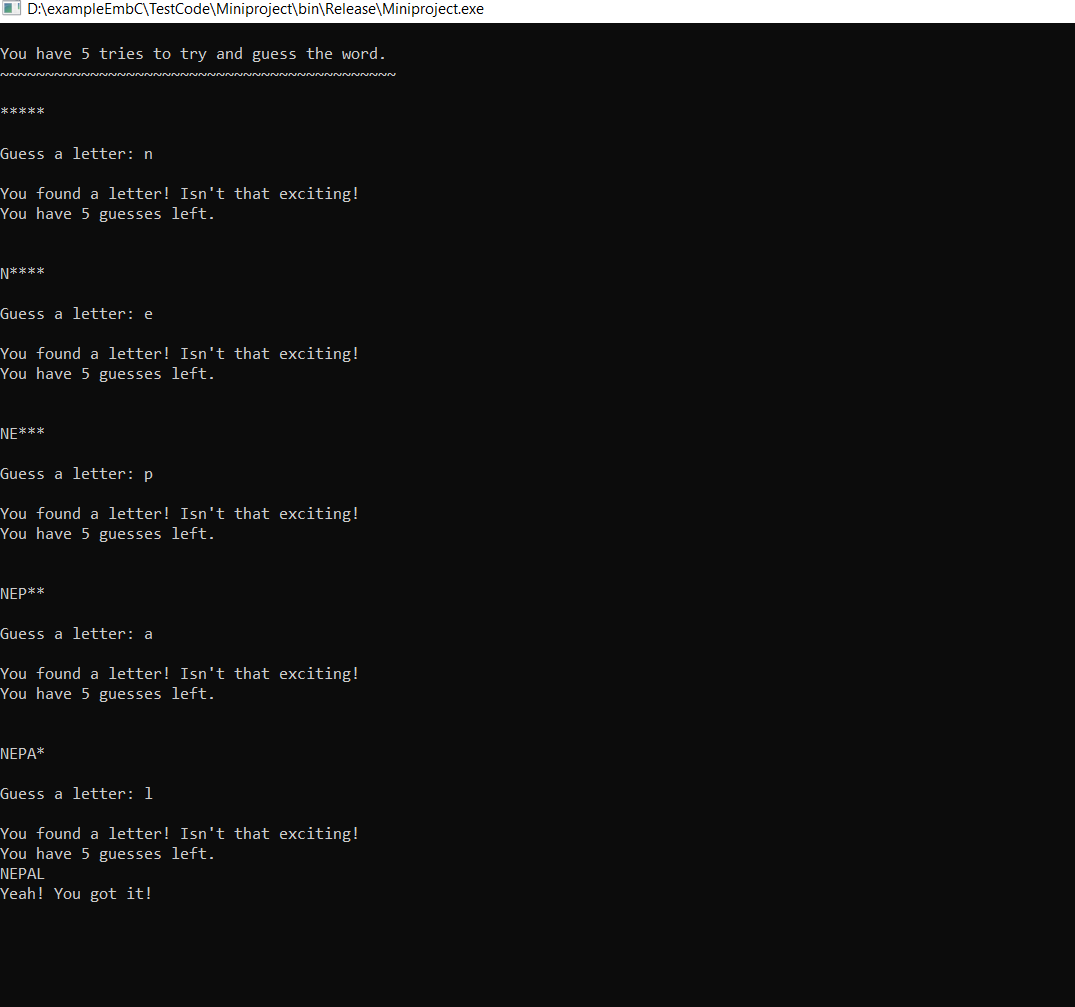 D:\exampleEmbC\TestCode\Miniproject\bin\Release\Miniproject.exe
You have 5 tries to try and guess the word.
~~~~~~~~~~~~~~~~~~~~~~~~~~~~~~~~~~~~~~~~~~~~
*****
Guess a letter: n
You found a letter! Isn't that exciting!
You have 5 guesses left.
N****
Guess a letter: e
You found a letter! Isn't that exciting!
You have 5 guesses left.
NE***
Guess a letter: p
You found a letter! Isn't that exciting!
You have 5 guesses left.
NEP**
Guess a letter: a
You found a letter! Isn't that exciting!
You have 5 guesses left.
NEPA*
Guess a letter: l
You found a letter! Isn't that exciting!
You have 5 guesses left.
NEPAL
Yeah! You got it!